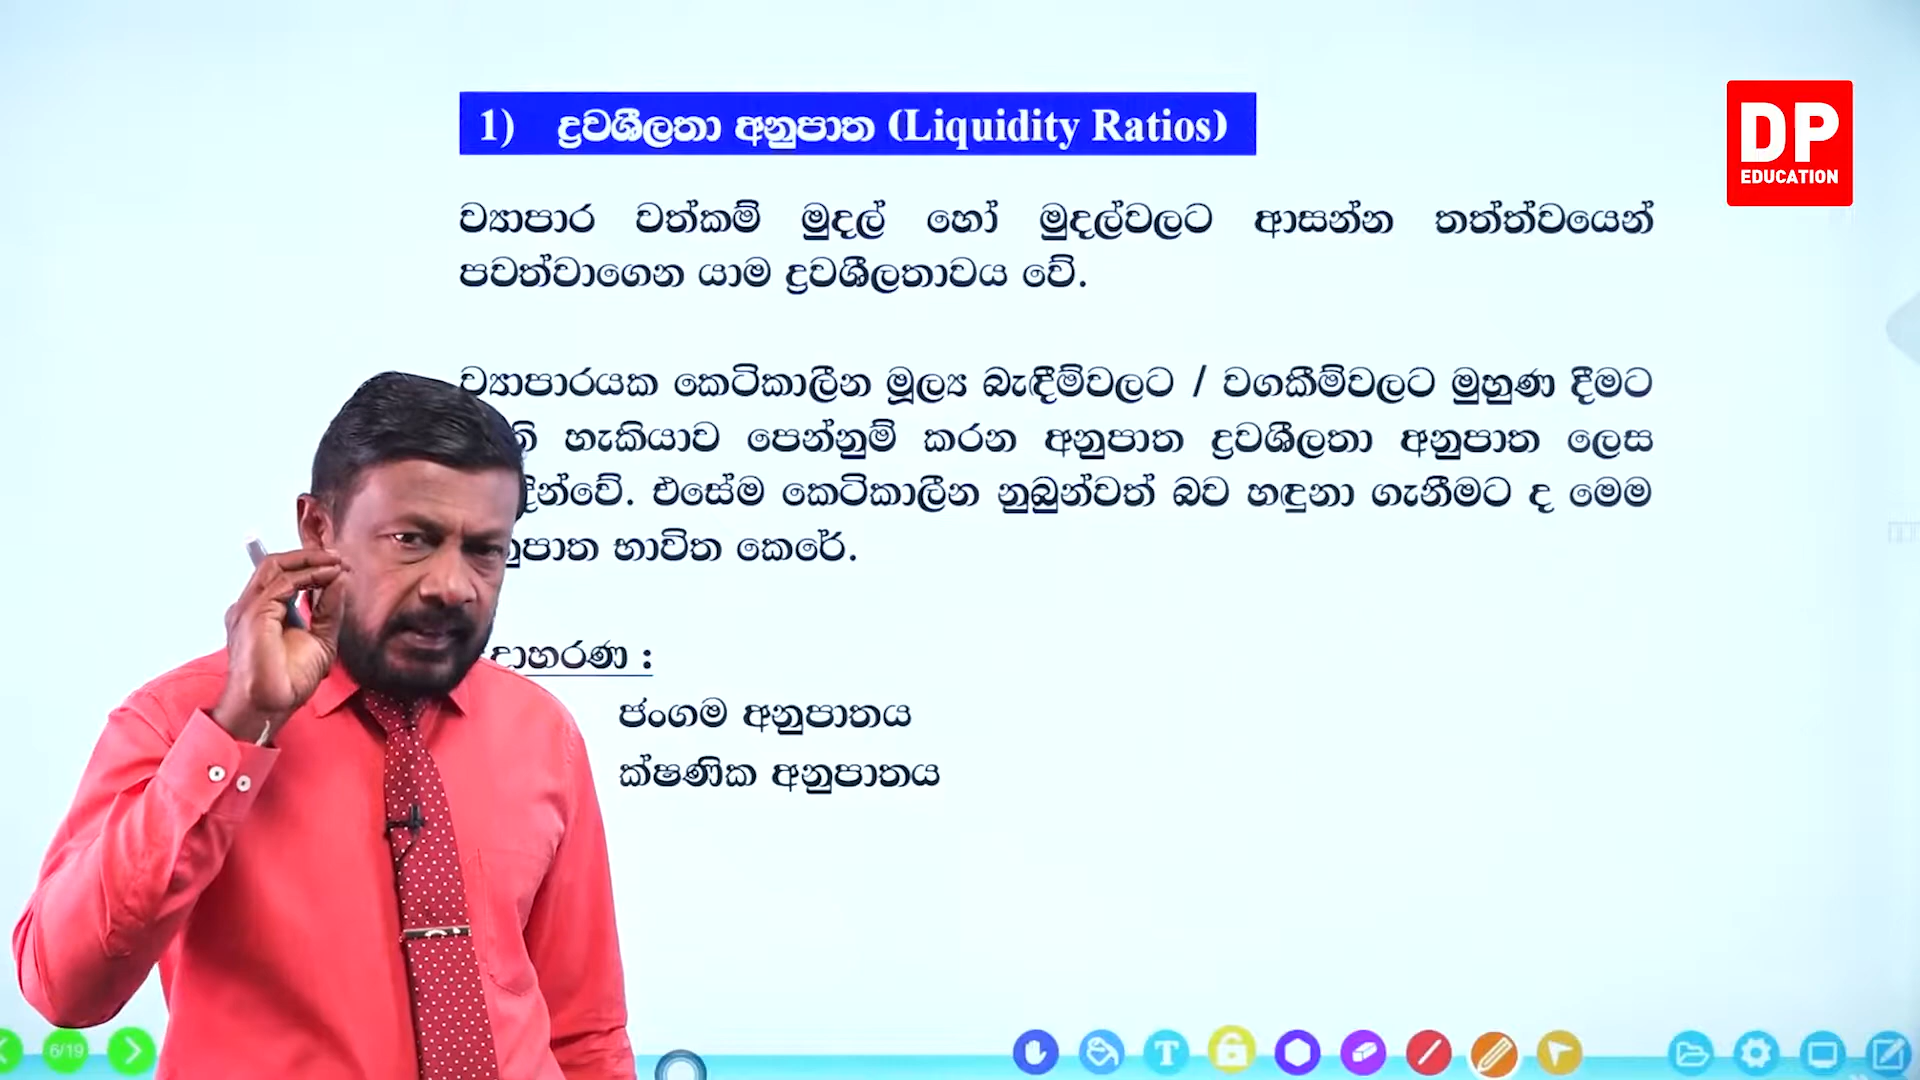 1) ද්‍රවශීලතා අනුපාත (Liquidity Ratios)
DP
EDUCATION
ව්‍යාපාර වත්කම් මුදල් හෝ මුදල්වලට ආසන්න තත්ත්වයෙන්
පවත්වාගෙන යාම ද්‍රවශීලතාවය වේ.
ව්‍යාපාරයක කෙටිකාලීන මූල්‍ය බැඳීම්වලට / වගකීම්වලට මුහුණ දීමට
හැකියාව පෙන්නුම් කරන අනුපාත ද්‍රවශීලතා අනුපාත ලෙස
එසේම කෙටිකාලීන නුබුන්වත් බව හඳුනා ගැනීමට ද මෙම
භාවිත කෙරේ.
ජංගම අනුපාතය
ක්ෂණික අනුපාතය
6/19